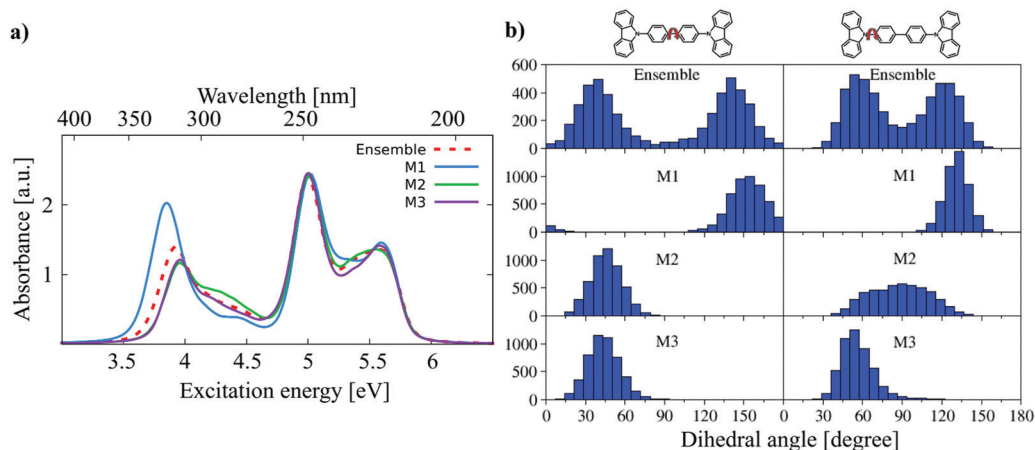 a)
Wavelength [nm]
400 350 300 250 200
Ensemble
M1
M2
M3
Absorbance [a.u.]
2
1
3.5 4 4.5 5 5.5 6
Excitation energy [eV]
b)
N N N N
600 Ensemble Ensemble
400
200
0
M1 M1
1000
500
0
M2 M2
1000
500
0
M3 M3
1000
500
0
0 30 60 90 120 150 0 30 60 90 120 150 180
Dihedral angle [degree]